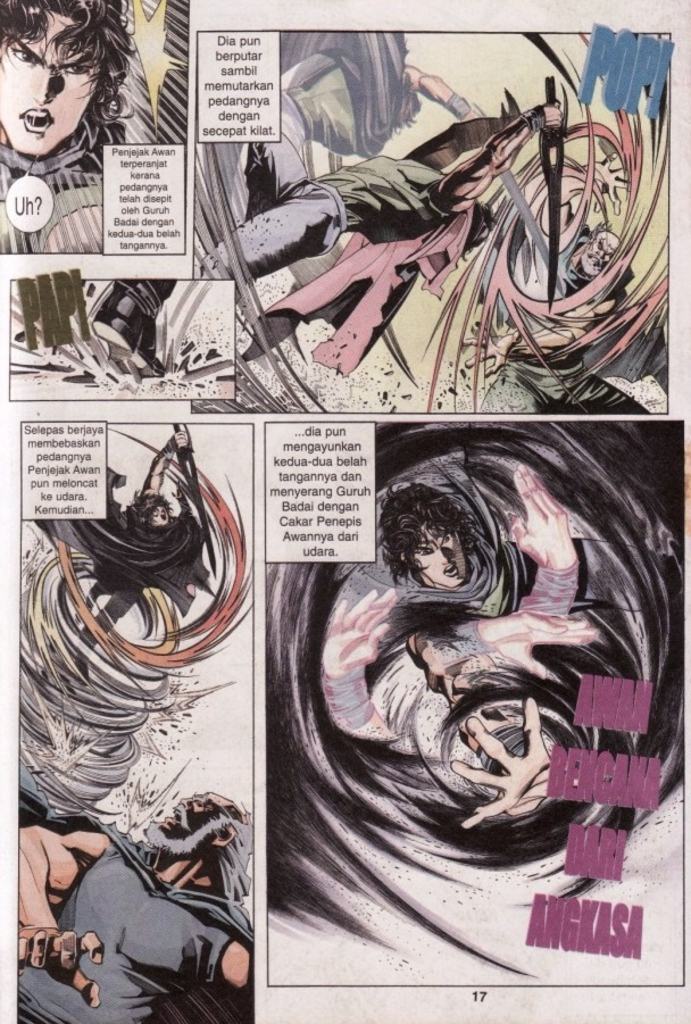 Uh?
Penjejak Awan
terperanjat
kerana
pedangnya
telah disepit
oleh Guruh
Badai dengan
kedua-dua belah
tangannya.
Dia pun
berputar
sambil
memutarkan
pedangnya
dengan
secepat kilat.
POP!
PAP!
Selepas berjaya
membebaskan
pedangnya
Penjejak Awan
pun meloncat
ke udara.
Kemudian...
...dia pun
mengayunkan
kedua-dua belah
tangannya dan
menyerang Guruh
Badai dengan
Cakar Penepis
Awannya dari
udara.
AWAN
BENCANA
DARI
ANGKASA
17